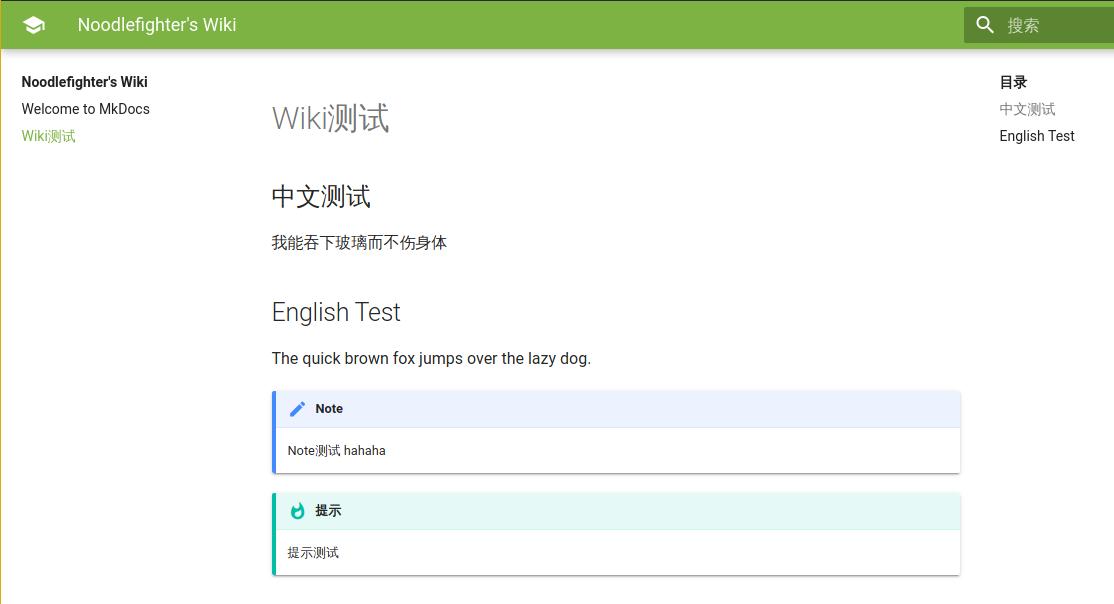 Noodlefighter's Wiki
搜索
Noodlefighter's Wiki
Welcome to MkDocs
Wiki测试
Wiki测试
中文测试
我能吞下玻璃而不伤身体
English Test
The quick brown fox jumps over the lazy dog.
Note
Note测试 hahaha
提示
提示测试
目录
中文测试
English Test